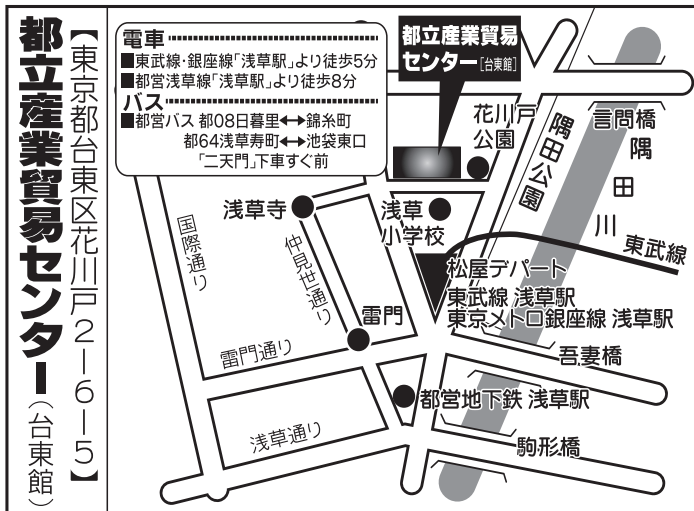 【東京都台東区花川戸2−6−5】
都立産業貿易センター（台東館）
電車
■東武線・銀座線「浅草駅」より徒歩5分
■都営浅草線「浅草駅」より徒歩8分
バス
■都営バス 都08日暮里↔錦糸町
都64浅草寿町↔池袋東口
「二天門」下車すぐ前
都立産業貿易
センター［台東館］
花川戸
公園
隅田公園
言問橋
隅田川
国際通り
浅草寺
仲見世通り
浅草
小学校
東武線
松屋デパート
東武線 浅草駅
東京メトロ銀座線 浅草駅
雷門
雷門通り
吾妻橋
都営地下鉄 浅草駅
浅草通り
駒形橋